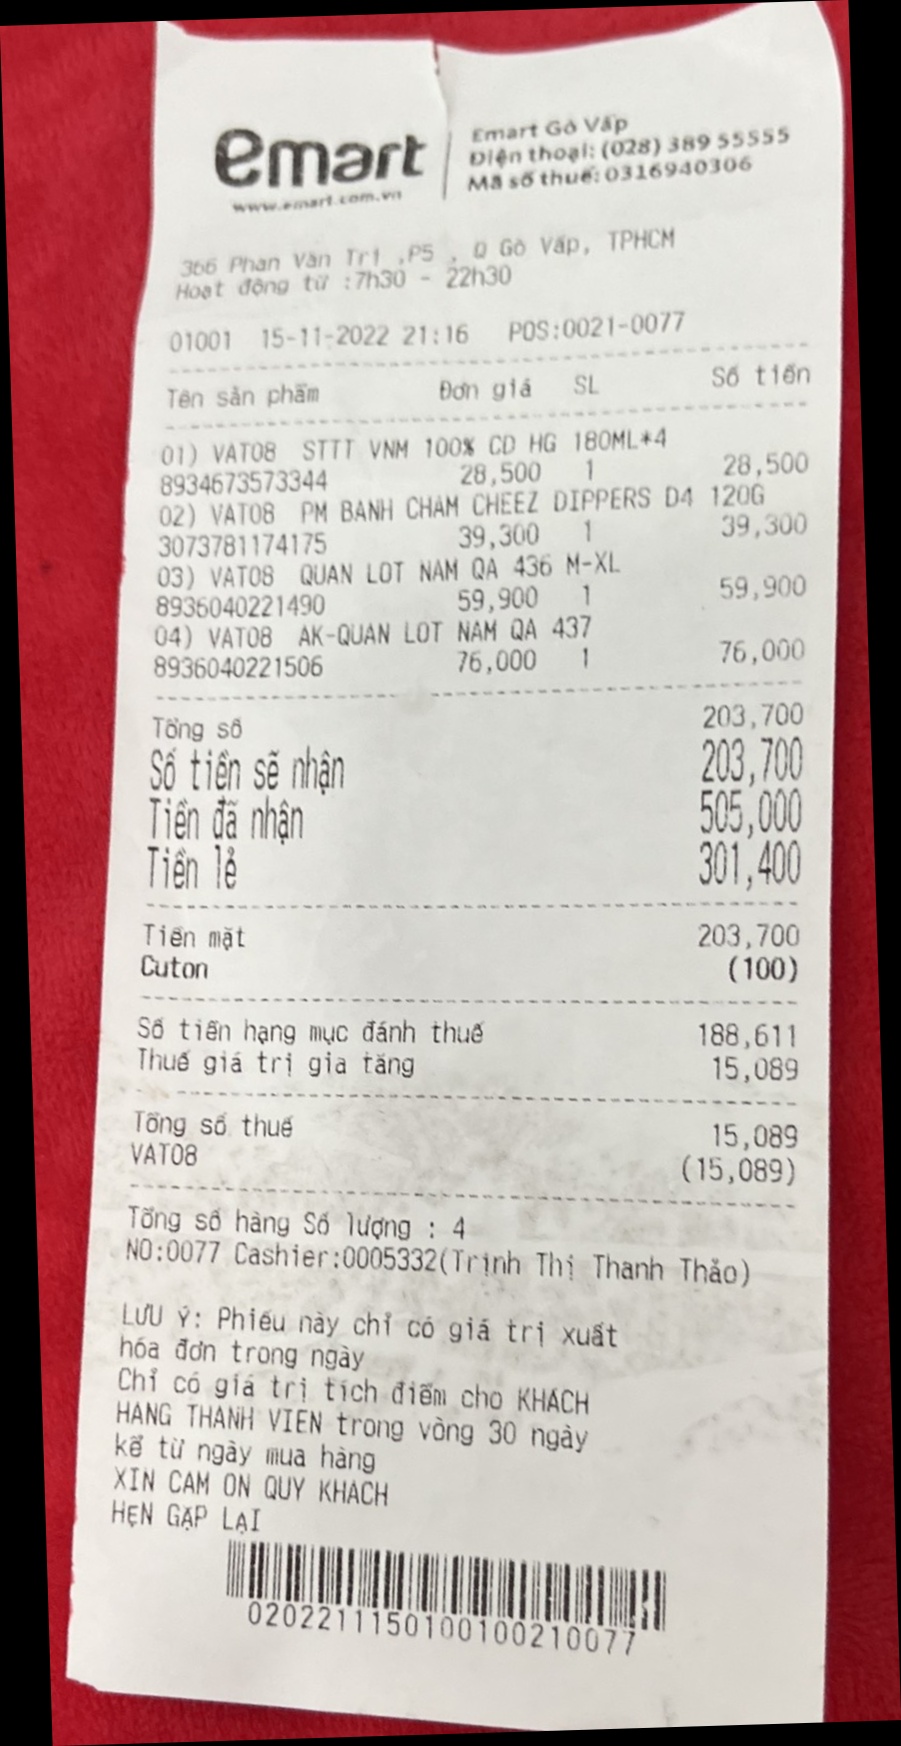 emart
www.emart.com.vn
Emart Gò Vấp
Điện thoại: (028) 389 55555
Mã số thuế: 0316940306
366 Phan Văn Trị ,P5 , Q Gò Vấp, TPHCM
Hoạt động từ :7h30 - 22h30
01001 15-11-2022 21:16 POS:0021-0077
Tên sản phẩm Đơn giá SL Số tiền
01) VAT08 STTT VNM 100% CD HG 180ML*4
8934673573344 28,500 1 28,500
02) VAT08 PM BANH CHAM CHEEZ DIPPERS D4 120G
3073781174175 39,300 1 39,300
03) VAT08 QUAN LOT NAM QA 436 M-XL
8936040221490 59,900 1 59,900
04) VAT08 AK-QUAN LOT NAM QA 437
8936040221506 76,000 1 76,000
Tổng số 203,700
Số tiền sẽ nhận 203,700
Tiền đã nhận 505,000
Tiền lẻ 301,400
Tiền mặt 203,700
Cuton (100)
Số tiền hạng mục đánh thuế 188,611
Thuế giá trị gia tăng 15,089
Tổng số thuế 15,089
VAT08 (15,089)
Tổng số hàng Số lượng : 4
NO:0077 Cashier:0005332(Trịnh Thị Thanh Thảo)
LƯU Ý: Phiếu này chỉ có giá trị xuất
hóa đơn trong ngày
Chỉ có giá trị tích điểm cho KHÁCH
HÀNG THÀNH VIÊN trong vòng 30 ngày
kể từ ngày mua hàng
XIN CẢM ƠN QUÝ KHÁCH
HẸN GẶP LẠI
0202211150100100210077